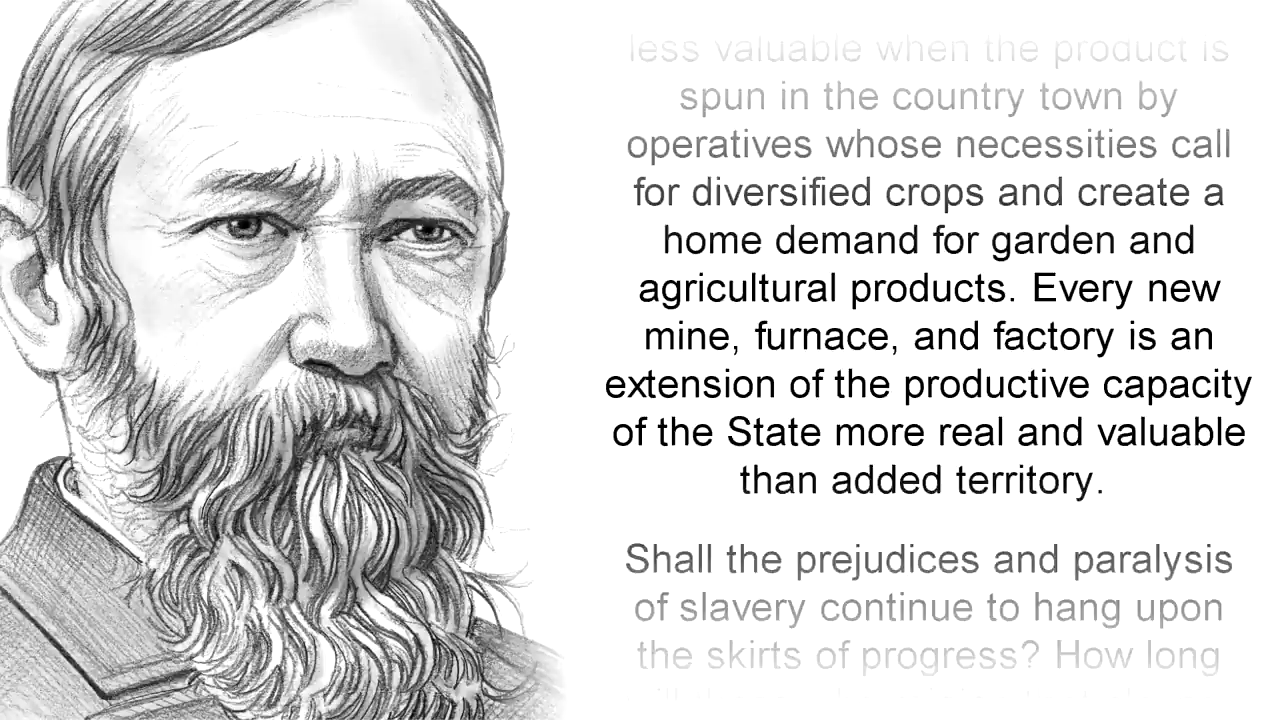 less valuable when the product is
spun in the country town by
operatives whose necessities call
for diversified crops and create a
home demand for garden and
agricultural products. Every new
mine, furnace, and factory is an
extension of the productive capacity
of the State more real and valuable
than added territory.
Shall the prejudices and paralysis
of slavery continue to hang upon
the skirts of progress? How long